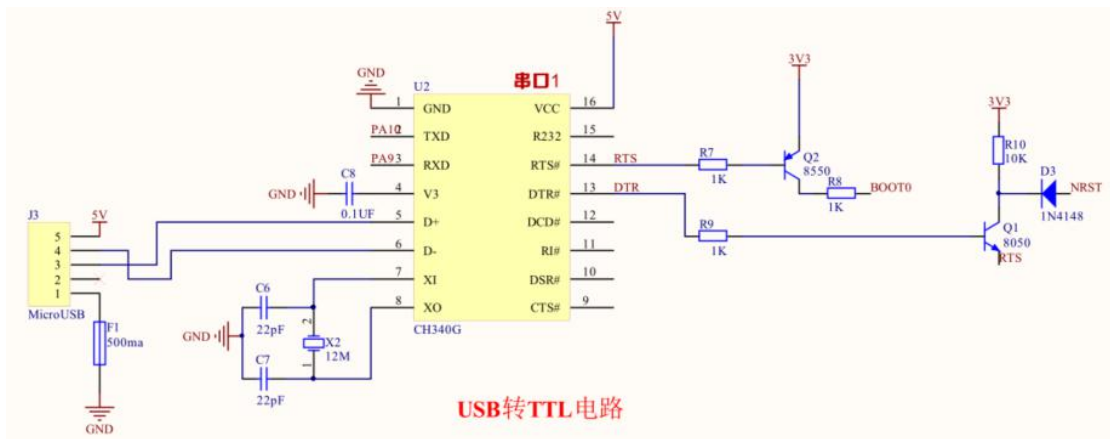 5V
GND
U2
串口1
3V3
1
GND
VCC
16
PA10
2
TXD
R232
15
3V3
PA9
3
RXD
RTS#
14
RTS
R7
1K
Q2
8550
R10
10K
C8
GND
0.1UF
4
V3
DTR#
13
DTR
R8
1K
BOOT0
D3
1N4148
NRST
J3
5V
5
D+
DCD#
12
R9
1K
Q1
8050
RTS
5
4
3
2
1
6
D-
RI#
11
MicroUSB
7
XI
DSR#
10
8
XO
CTS#
9
CH340G
C6
22pF
GND
2
X2
12M
1
C7
22pF
F1
500ma
GND
USB转TTL电路